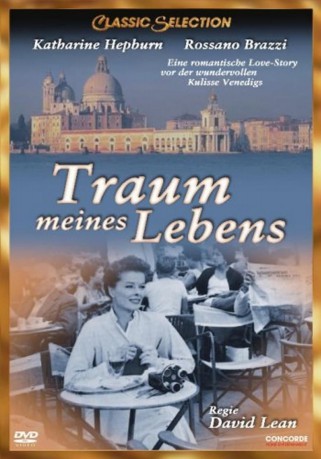 CLASSIC SELECTION
Katharine Hepburn Rossano Brazzi
Eine romantische Love-Story
vor der wundervollen
Kulisse Venedigs
Traum
meines Lebens
Regie
David Lean
DVD
CONCORDE